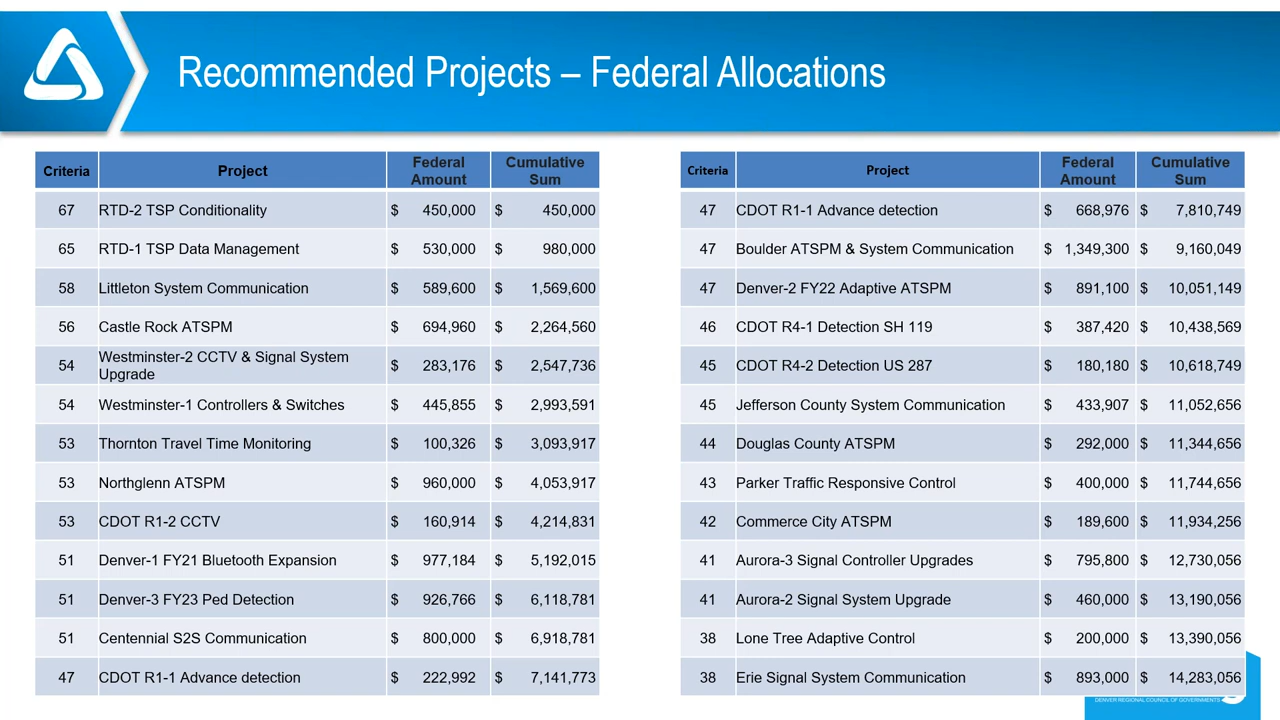 Recommended Projects – Federal Allocations
Criteria Project Federal Amount Cumulative Sum
67 RTD-2 TSP Conditionality $ 450,000 $ 450,000
65 RTD-1 TSP Data Management $ 530,000 $ 980,000
58 Littleton System Communication $ 589,600 $ 1,569,600
56 Castle Rock ATSPM $ 694,960 $ 2,264,560
54 Westminster-2 CCTV & Signal System Upgrade $ 283,176 $ 2,547,736
54 Westminster-1 Controllers & Switches $ 445,855 $ 2,993,591
53 Thornton Travel Time Monitoring $ 100,326 $ 3,093,917
53 Northglenn ATSPM $ 960,000 $ 4,053,917
53 CDOT R1-2 CCTV $ 160,914 $ 4,214,831
51 Denver-1 FY21 Bluetooth Expansion $ 977,184 $ 5,192,015
51 Denver-3 FY23 Ped Detection $ 926,766 $ 6,118,781
51 Centennial S2S Communication $ 800,000 $ 6,918,781
47 CDOT R1-1 Advance detection $ 222,992 $ 7,141,773
Criteria Project Federal Amount Cumulative Sum
47 CDOT R1-1 Advance detection $ 668,976 $ 7,810,749
47 Boulder ATSPM & System Communication $ 1,349,300 $ 9,160,049
47 Denver-2 FY22 Adaptive ATSPM $ 891,100 $ 10,051,149
46 CDOT R4-1 Detection SH 119 $ 387,420 $ 10,438,569
45 CDOT R4-2 Detection US 287 $ 180,180 $ 10,618,749
45 Jefferson County System Communication $ 433,907 $ 11,052,656
44 Douglas County ATSPM $ 292,000 $ 11,344,656
43 Parker Traffic Responsive Control $ 400,000 $ 11,744,656
42 Commerce City ATSPM $ 189,600 $ 11,934,256
41 Aurora-3 Signal Controller Upgrades $ 795,800 $ 12,730,056
41 Aurora-2 Signal System Upgrade $ 460,000 $ 13,190,056
38 Lone Tree Adaptive Control $ 200,000 $ 13,390,056
38 Erie Signal System Communication $ 893,000 $ 14,283,056
DENVER REGIONAL COUNCIL OF GOVERNMENTS